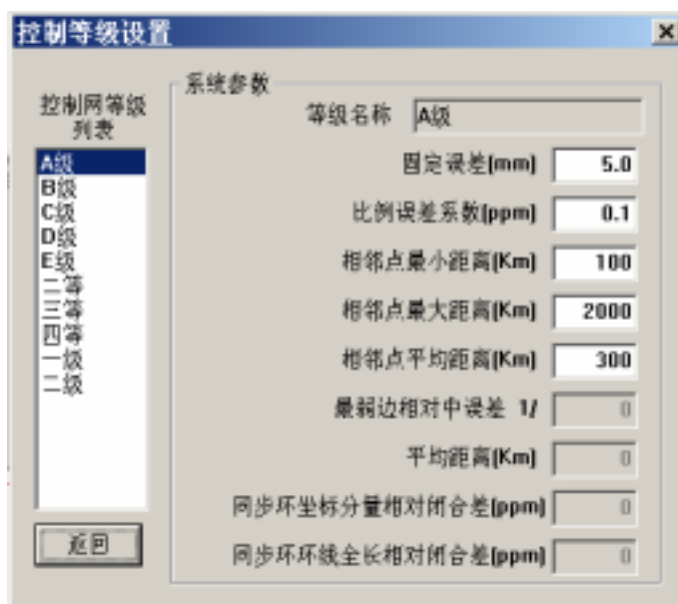 控制等级设置
控制网等级
列表
A级
B级
C级
D级
E级
二等
三等
四等
一级
二级
返回
系统参数
等级名称 A级
固定误差(mm) 5.0
比例误差系数(ppm) 0.1
相邻点最小距离(Km) 100
相邻点最大距离(Km) 2000
相邻点平均距离(Km) 300
最弱边相对中误差 1/ 0
平均距离(Km) 0
同步环坐标分量相对闭合差(ppm) 0
同步环环线全长相对闭合差(ppm) 0